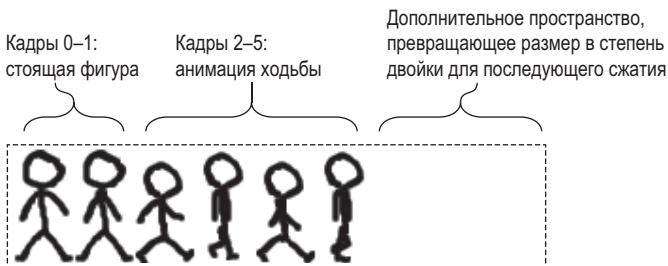 Кадры 0–1:
стоящая фигура
Кадры 2–5:
анимация ходьбы
Дополнительное пространство,
превращающее размер в степень
двойки для последующего сжатия